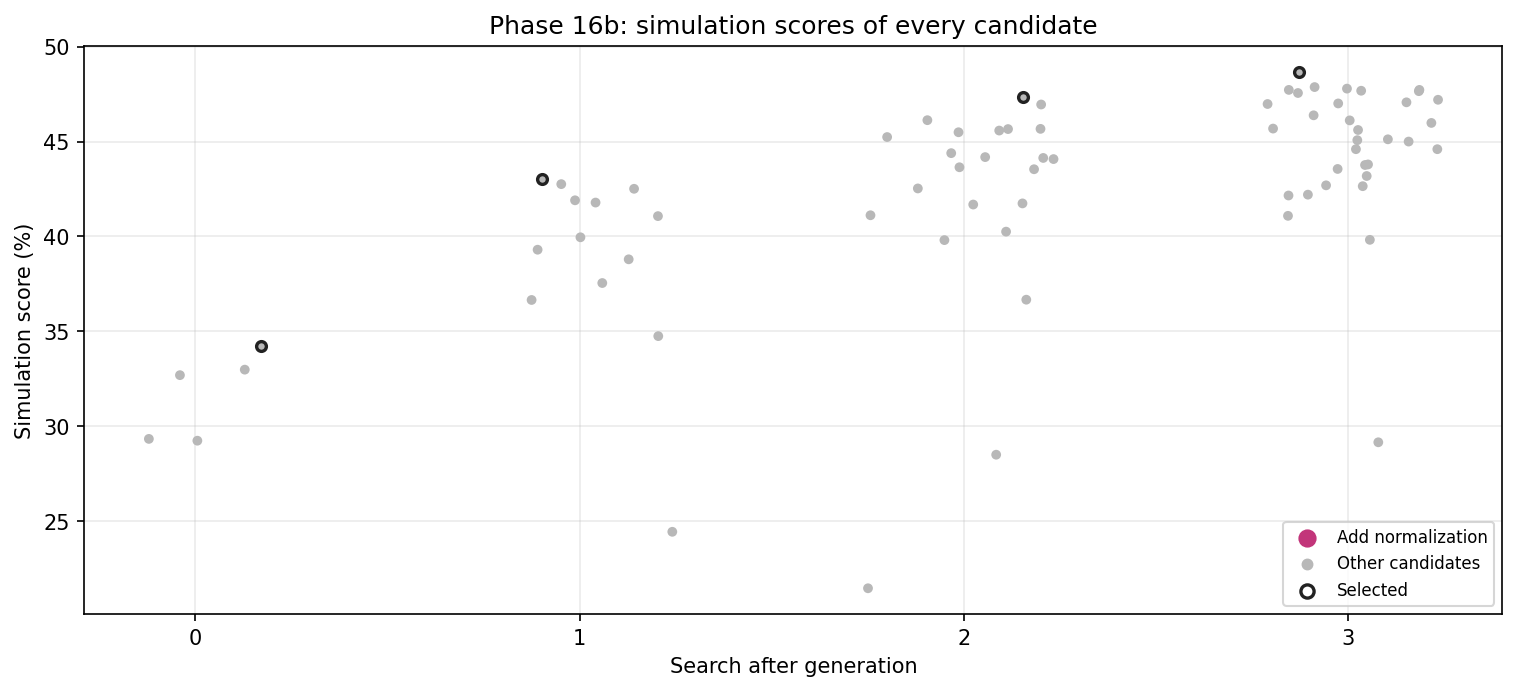 Phase 16b: simulation scores of every candidate
Simulation score (%)
50
45
40
35
30
25
0
1
2
3
Search after generation
Add normalization
Other candidates
Selected